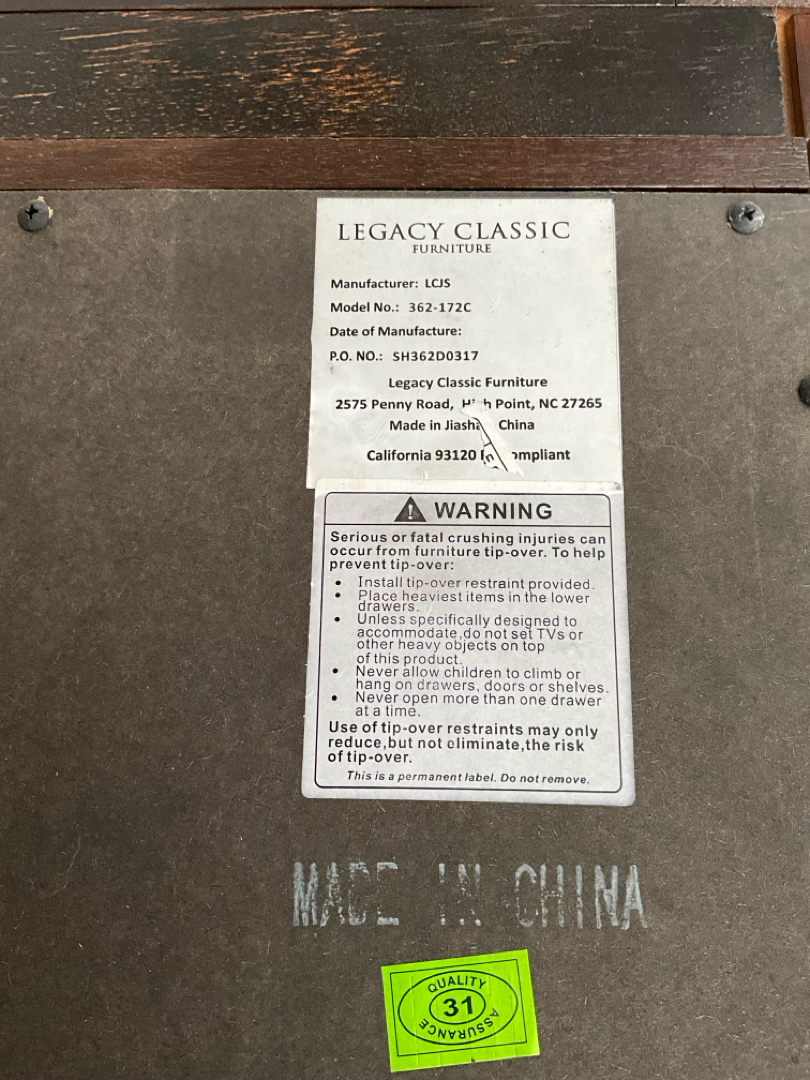 LEGACY CLASSIC
FURNITURE
Manufacturer: LCJS
Model No.: 362-172C
Date of Manufacture:
P.O. NO.: SH362D0317
Legacy Classic Furniture
2575 Penny Road, Point, NC 27265
Made in China
California 93120
WARNING
Serious or fatal crushing injuries can
occur from furniture tip-over. To help
prevent tip-over:
• Install tip-over restraint provided.
• Place heaviest items in the lower
drawers.
• Unless specifically designed to
accommodate,do not set TVs or
other heavy objects on top
of this product.
• Never allow children to climb or
hang on drawers, doors or shelves.
• Never open more than one drawer
at a time.
Use of tip-over restraints may only
reduce,but not eliminate,the risk
of tip-over.
This is a permanent label. Do not remove.
MADE IN CHINA
QUALITY
31
ASSURANCE